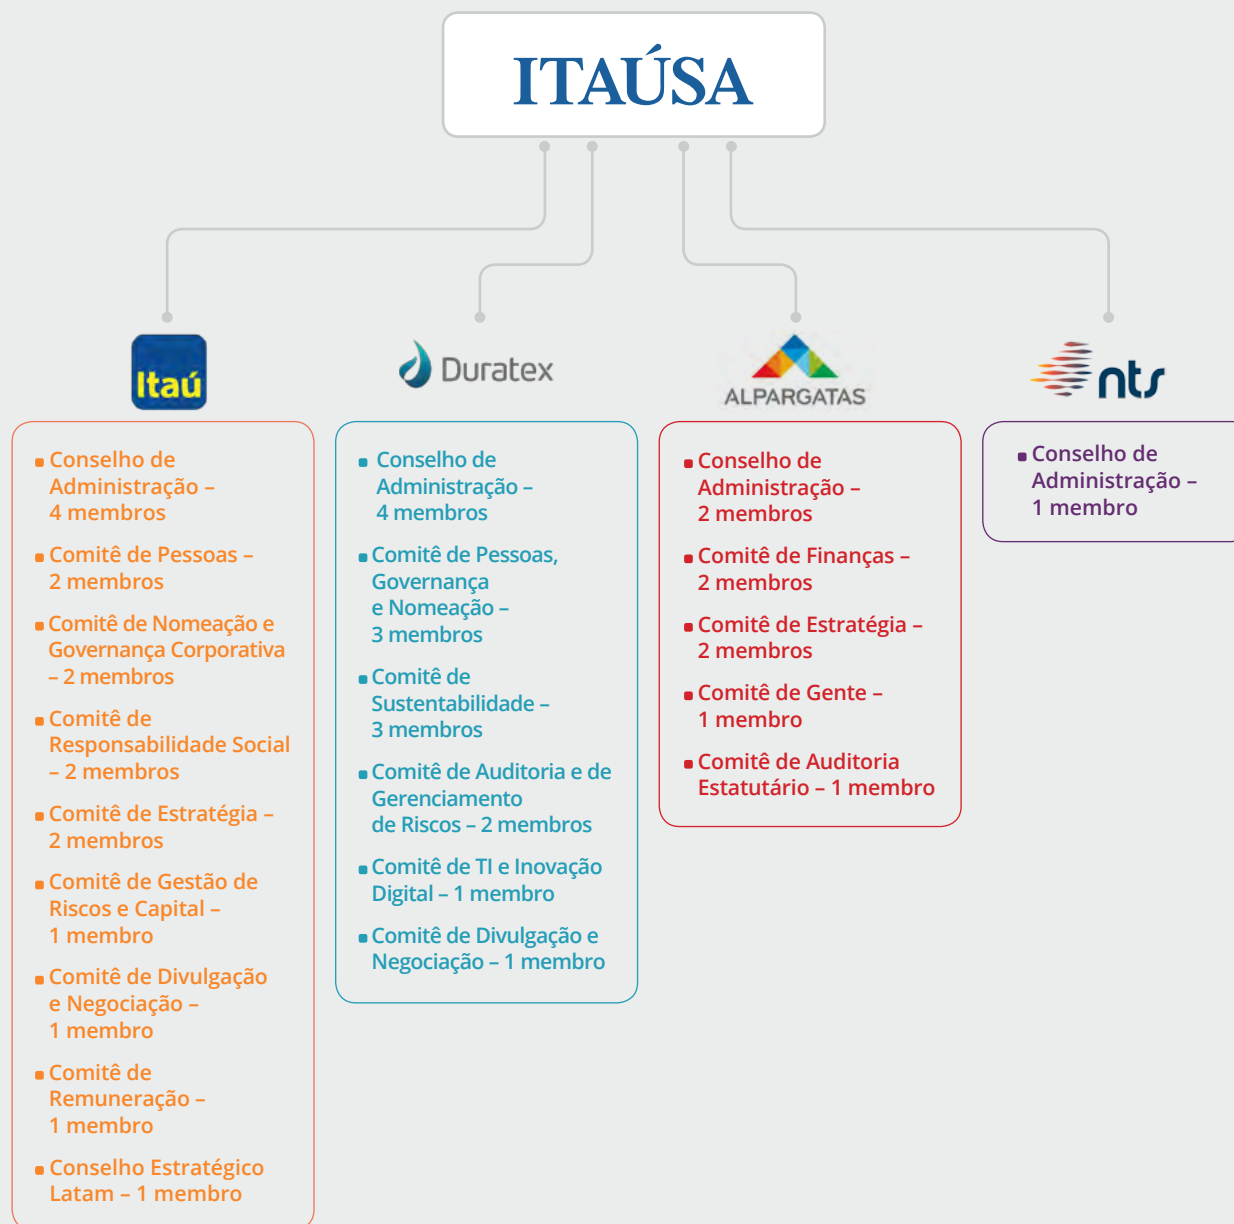 ITAÚSA
Itaú
▪ Conselho de
Administração –
4 membros
▪ Comitê de Pessoas –
2 membros
▪ Comitê de Nomeação e
Governança Corporativa
– 2 membros
▪ Comitê de
Responsabilidade Social
– 2 membros
▪ Comitê de Estratégia –
2 membros
▪ Comitê de Gestão de
Riscos e Capital –
1 membro
▪ Comitê de Divulgação
e Negociação –
1 membro
▪ Comitê de
Remuneração –
1 membro
▪ Conselho Estratégico
Latam – 1 membro
Duratex
▪ Conselho de
Administração –
4 membros
▪ Comitê de Pessoas,
Governança
e Nomeação –
3 membros
▪ Comitê de
Sustentabilidade –
3 membros
▪ Comitê de Auditoria e de
Gerenciamento
de Riscos – 2 membros
▪ Comitê de TI e Inovação
Digital – 1 membro
▪ Comitê de Divulgação e
Negociação – 1 membro
ALPARGATAS
▪ Conselho de
Administração –
2 membros
▪ Comitê de Finanças –
2 membros
▪ Comitê de Estratégia –
2 membros
▪ Comitê de Gente –
1 membro
▪ Comitê de Auditoria
Estatutário – 1 membro
nts
▪ Conselho de
Administração –
1 membro